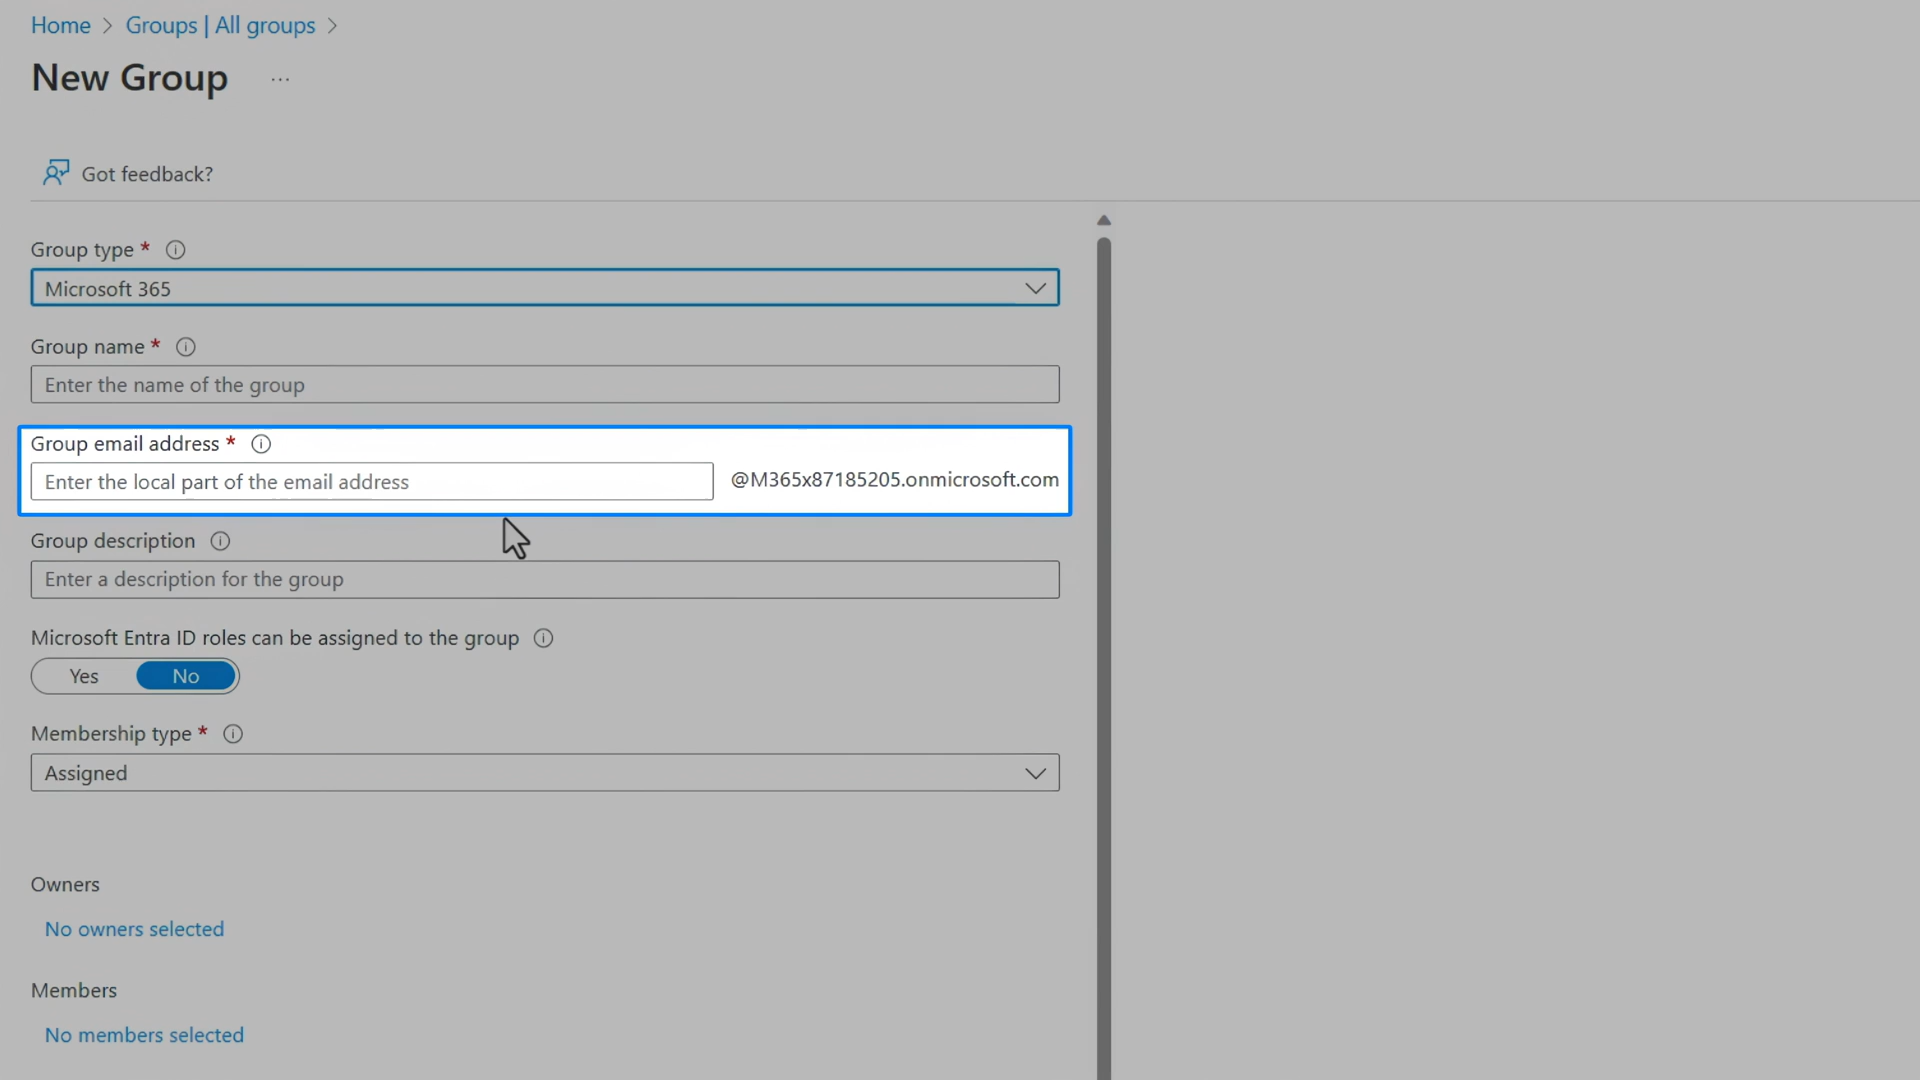 Home > Groups | All groups >
New Group ...
Got feedback?
Group type *
Microsoft 365
Group name *
Enter the name of the group
Group email address *
Enter the local part of the email address @M365x87185205.onmicrosoft.com
Group description
Enter a description for the group
Microsoft Entra ID roles can be assigned to the group
Yes No
Membership type *
Assigned
Owners
No owners selected
Members
No members selected